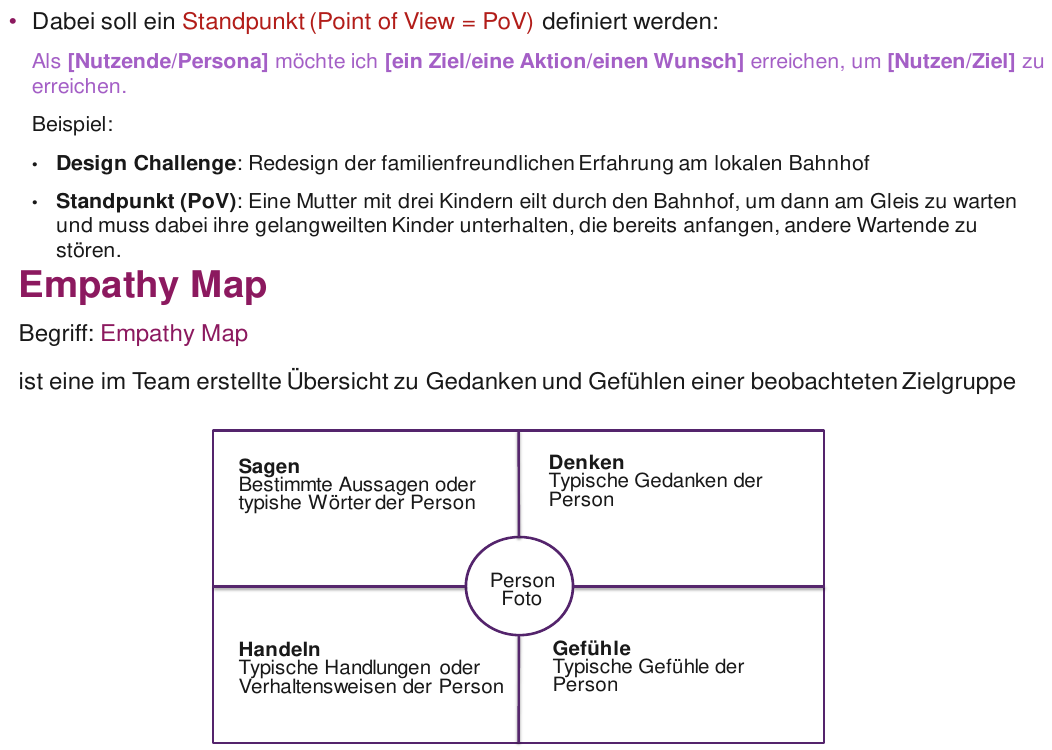 • Dabei soll ein Standpunkt (Point of View = PoV) definiert werden:
Als [Nutzende/Persona] möchte ich [ein Ziel/eine Aktion/einen Wunsch] erreichen, um [Nutzen/Ziel] zu
erreichen.
Beispiel:
• Design Challenge: Redesign der familienfreundlichen Erfahrung am lokalen Bahnhof
• Standpunkt (PoV): Eine Mutter mit drei Kindern eilt durch den Bahnhof, um dann am Gleis zu warten
und muss dabei ihre gelangweilten Kinder unterhalten, die bereits anfangen, andere Wartende zu
stören.
Empathy Map
Begriff: Empathy Map
ist eine im Team erstellte Übersicht zu Gedanken und Gefühlen einer beobachteten Zielgruppe
Sagen
Bestimmte Aussagen oder
typishe Wörter der Person
Denken
Typische Gedanken der
Person
Person
Foto
Handeln
Typische Handlungen oder
Verhaltensweisen der Person
Gefühle
Typische Gefühle der
Person